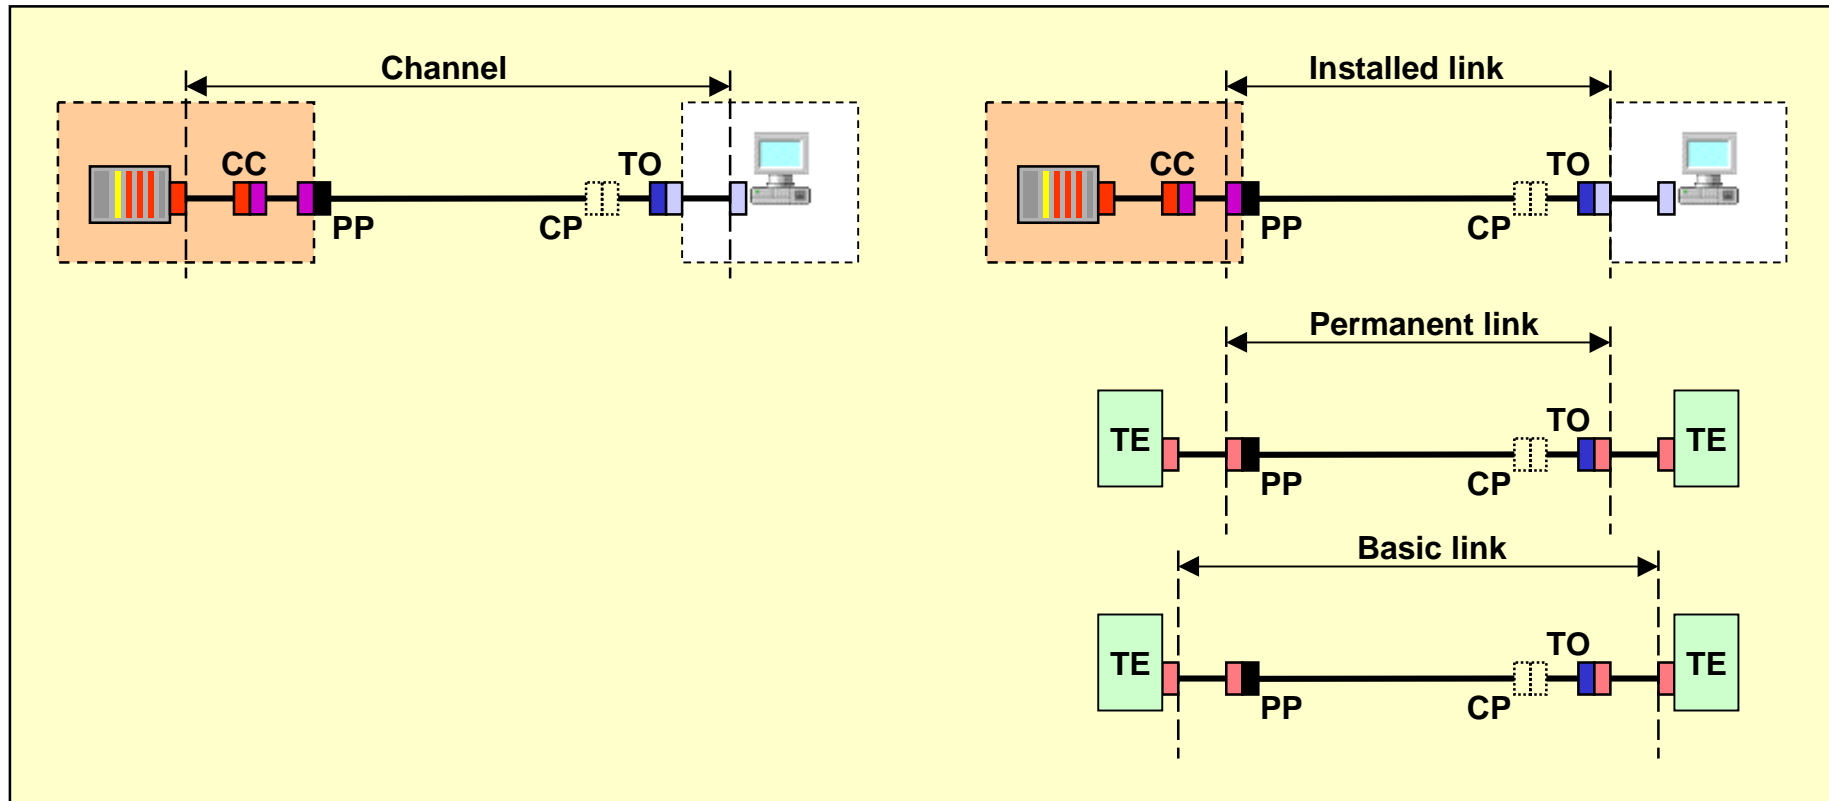 Channel
CC
TO
PP
CP
Installed link
CC
TO
PP
CP
Permanent link
TE
TO
TE
PP
CP
Basic link
TE
TO
TE
PP
CP